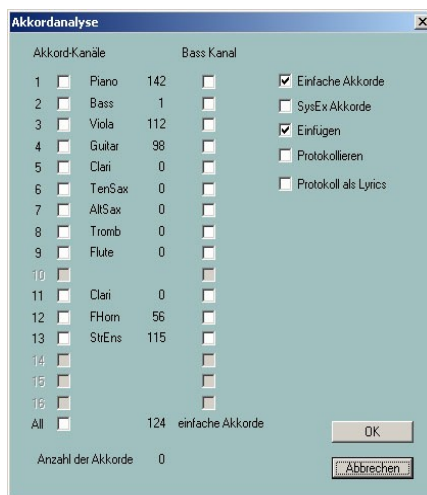 Akkordanalyse
Akkord-Kanäle Bass Kanal
1 Piano 142
2 Bass 1
3 Viola 112
4 Guitar 98
5 Clari 0
6 TenSax 0
7 AltSax 0
8 Tromb 0
9 Flute 0
10
11 Clari 0
12 FHorn 56
13 StrEns 115
14
15
16
All 124 einfache Akkorde
Anzahl der Akkorde 0
Einfache Akkorde
SysEx Akkorde
Einfügen
Protokollieren
Protokoll als Lyrics
OK
Abbrechen